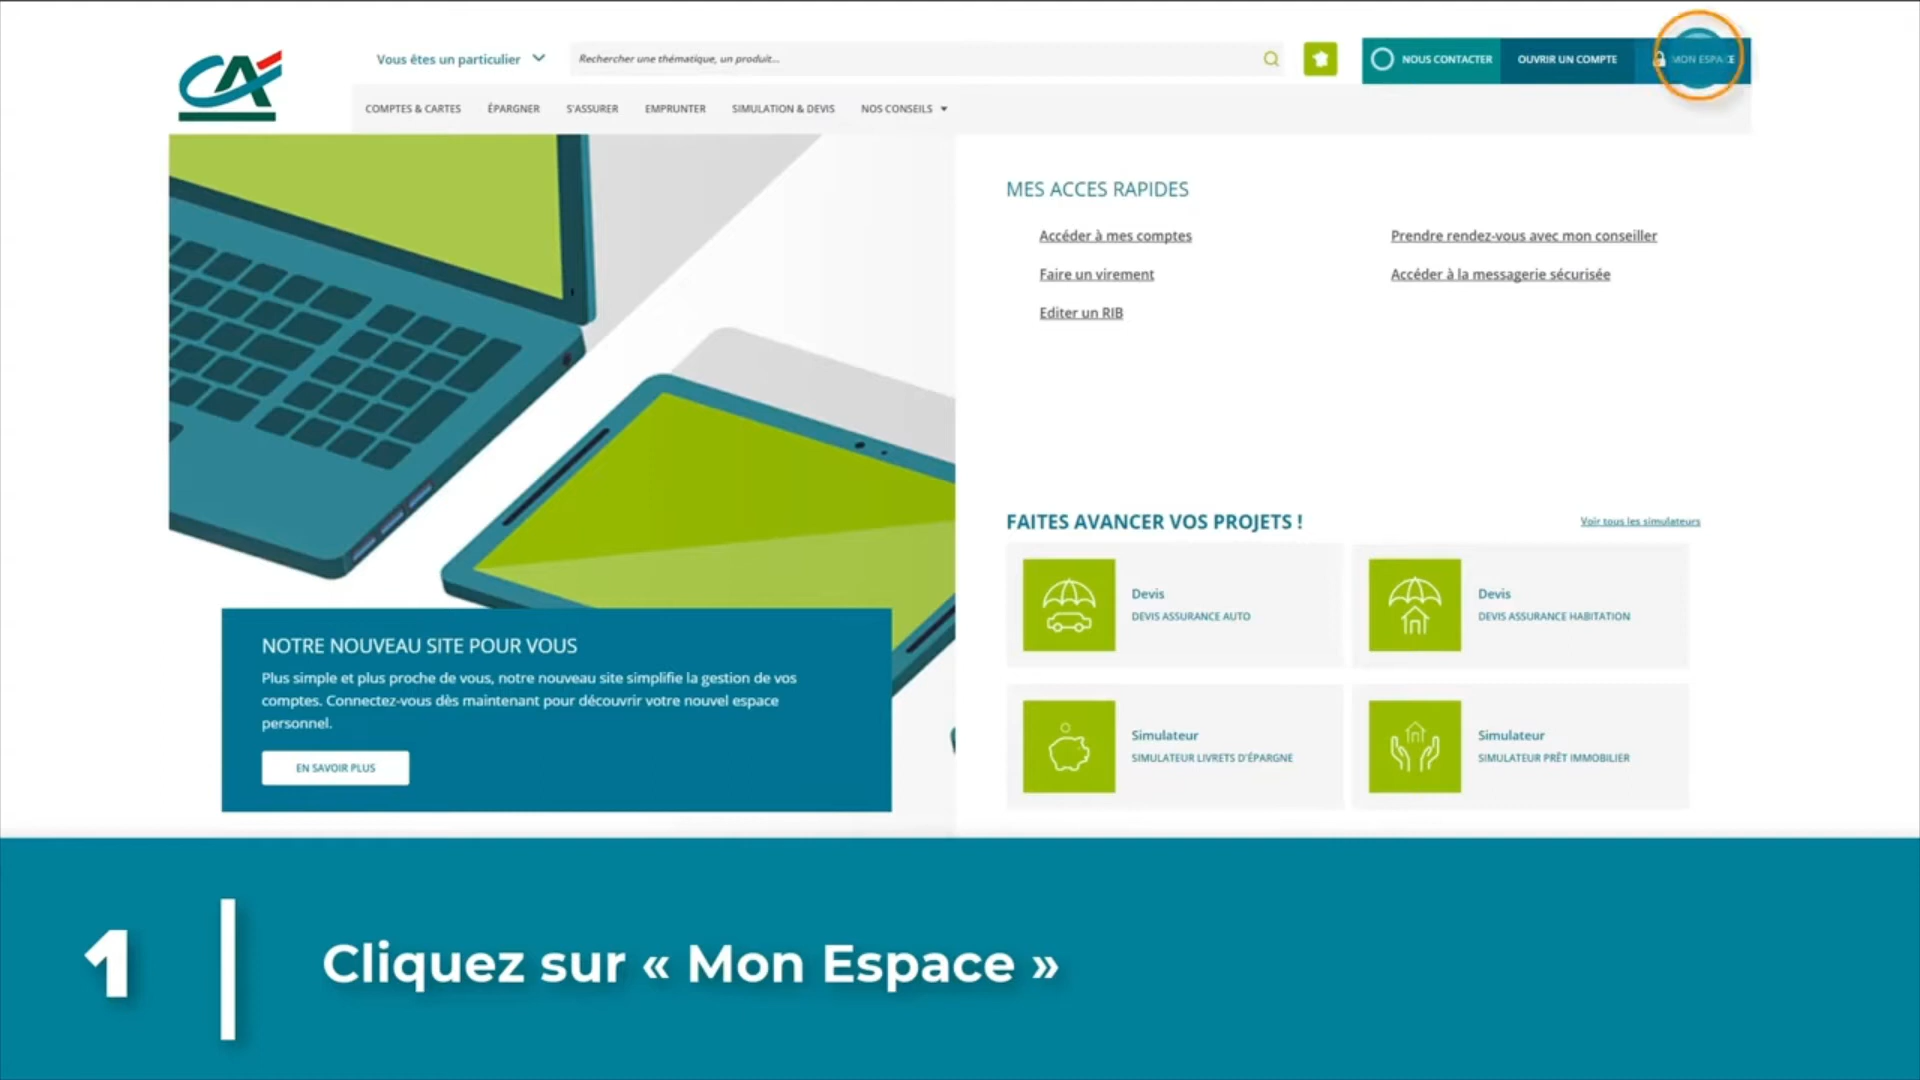 CA
Vous êtes un particulier
Rechercher une thématique, un produit...
NOUS CONTACTER
OUVRIR UN COMPTE
MON ESPACE
COMPTES & CARTES
ÉPARGNER
S'ASSURER
EMPRUNTER
SIMULATION & DEVIS
NOS CONSEILS
MES ACCES RAPIDES
Accéder à mes comptes
Prendre rendez-vous avec mon conseiller
Faire un virement
Accéder à la messagerie sécurisée
Editer un RIB
FAITES AVANCER VOS PROJETS !
Voir tous les simulateurs
Devis
DEVIS ASSURANCE AUTO
Devis
DEVIS ASSURANCE HABITATION
Simulateur
SIMULATEUR LIVRETS D'ÉPARGNE
Simulateur
SIMULATEUR PRÊT IMMOBILIER
NOTRE NOUVEAU SITE POUR VOUS
Plus simple et plus proche de vous, notre nouveau site simplifie la gestion de vos
comptes. Connectez-vous dès maintenant pour découvrir votre nouvel espace
personnel.
EN SAVOIR PLUS
1
Cliquez sur « Mon Espace »